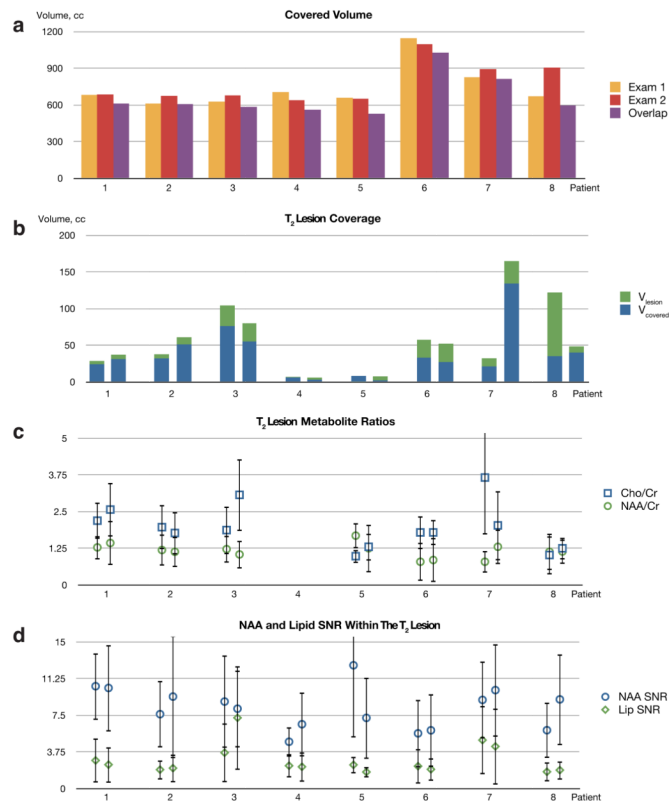 a
Volume, cc
Covered Volume
1200
900
600
300
0
1 2 3 4 5 6 7 8 Patient
Exam 1
Exam 2
Overlap
b
Volume, cc
T2 Lesion Coverage
200
150
100
50
0
1 2 3 4 5 6 7 8 Patient
Vlesion
Vcovered
c
T2 Lesion Metabolite Ratios
5
3.75
2.5
1.25
0
1 2 3 4 5 6 7 8 Patient
Cho/Cr
NAA/Cr
d
NAA and Lipid SNR Within The T2 Lesion
15
11.25
7.5
3.75
0
1 2 3 4 5 6 7 8 Patient
NAA SNR
Lip SNR